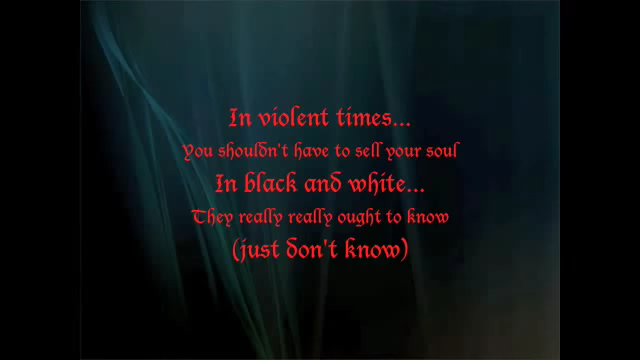 In violent times...
You shouldn't have to sell your soul
In black and white...
They really really ought to know
(just don't know)